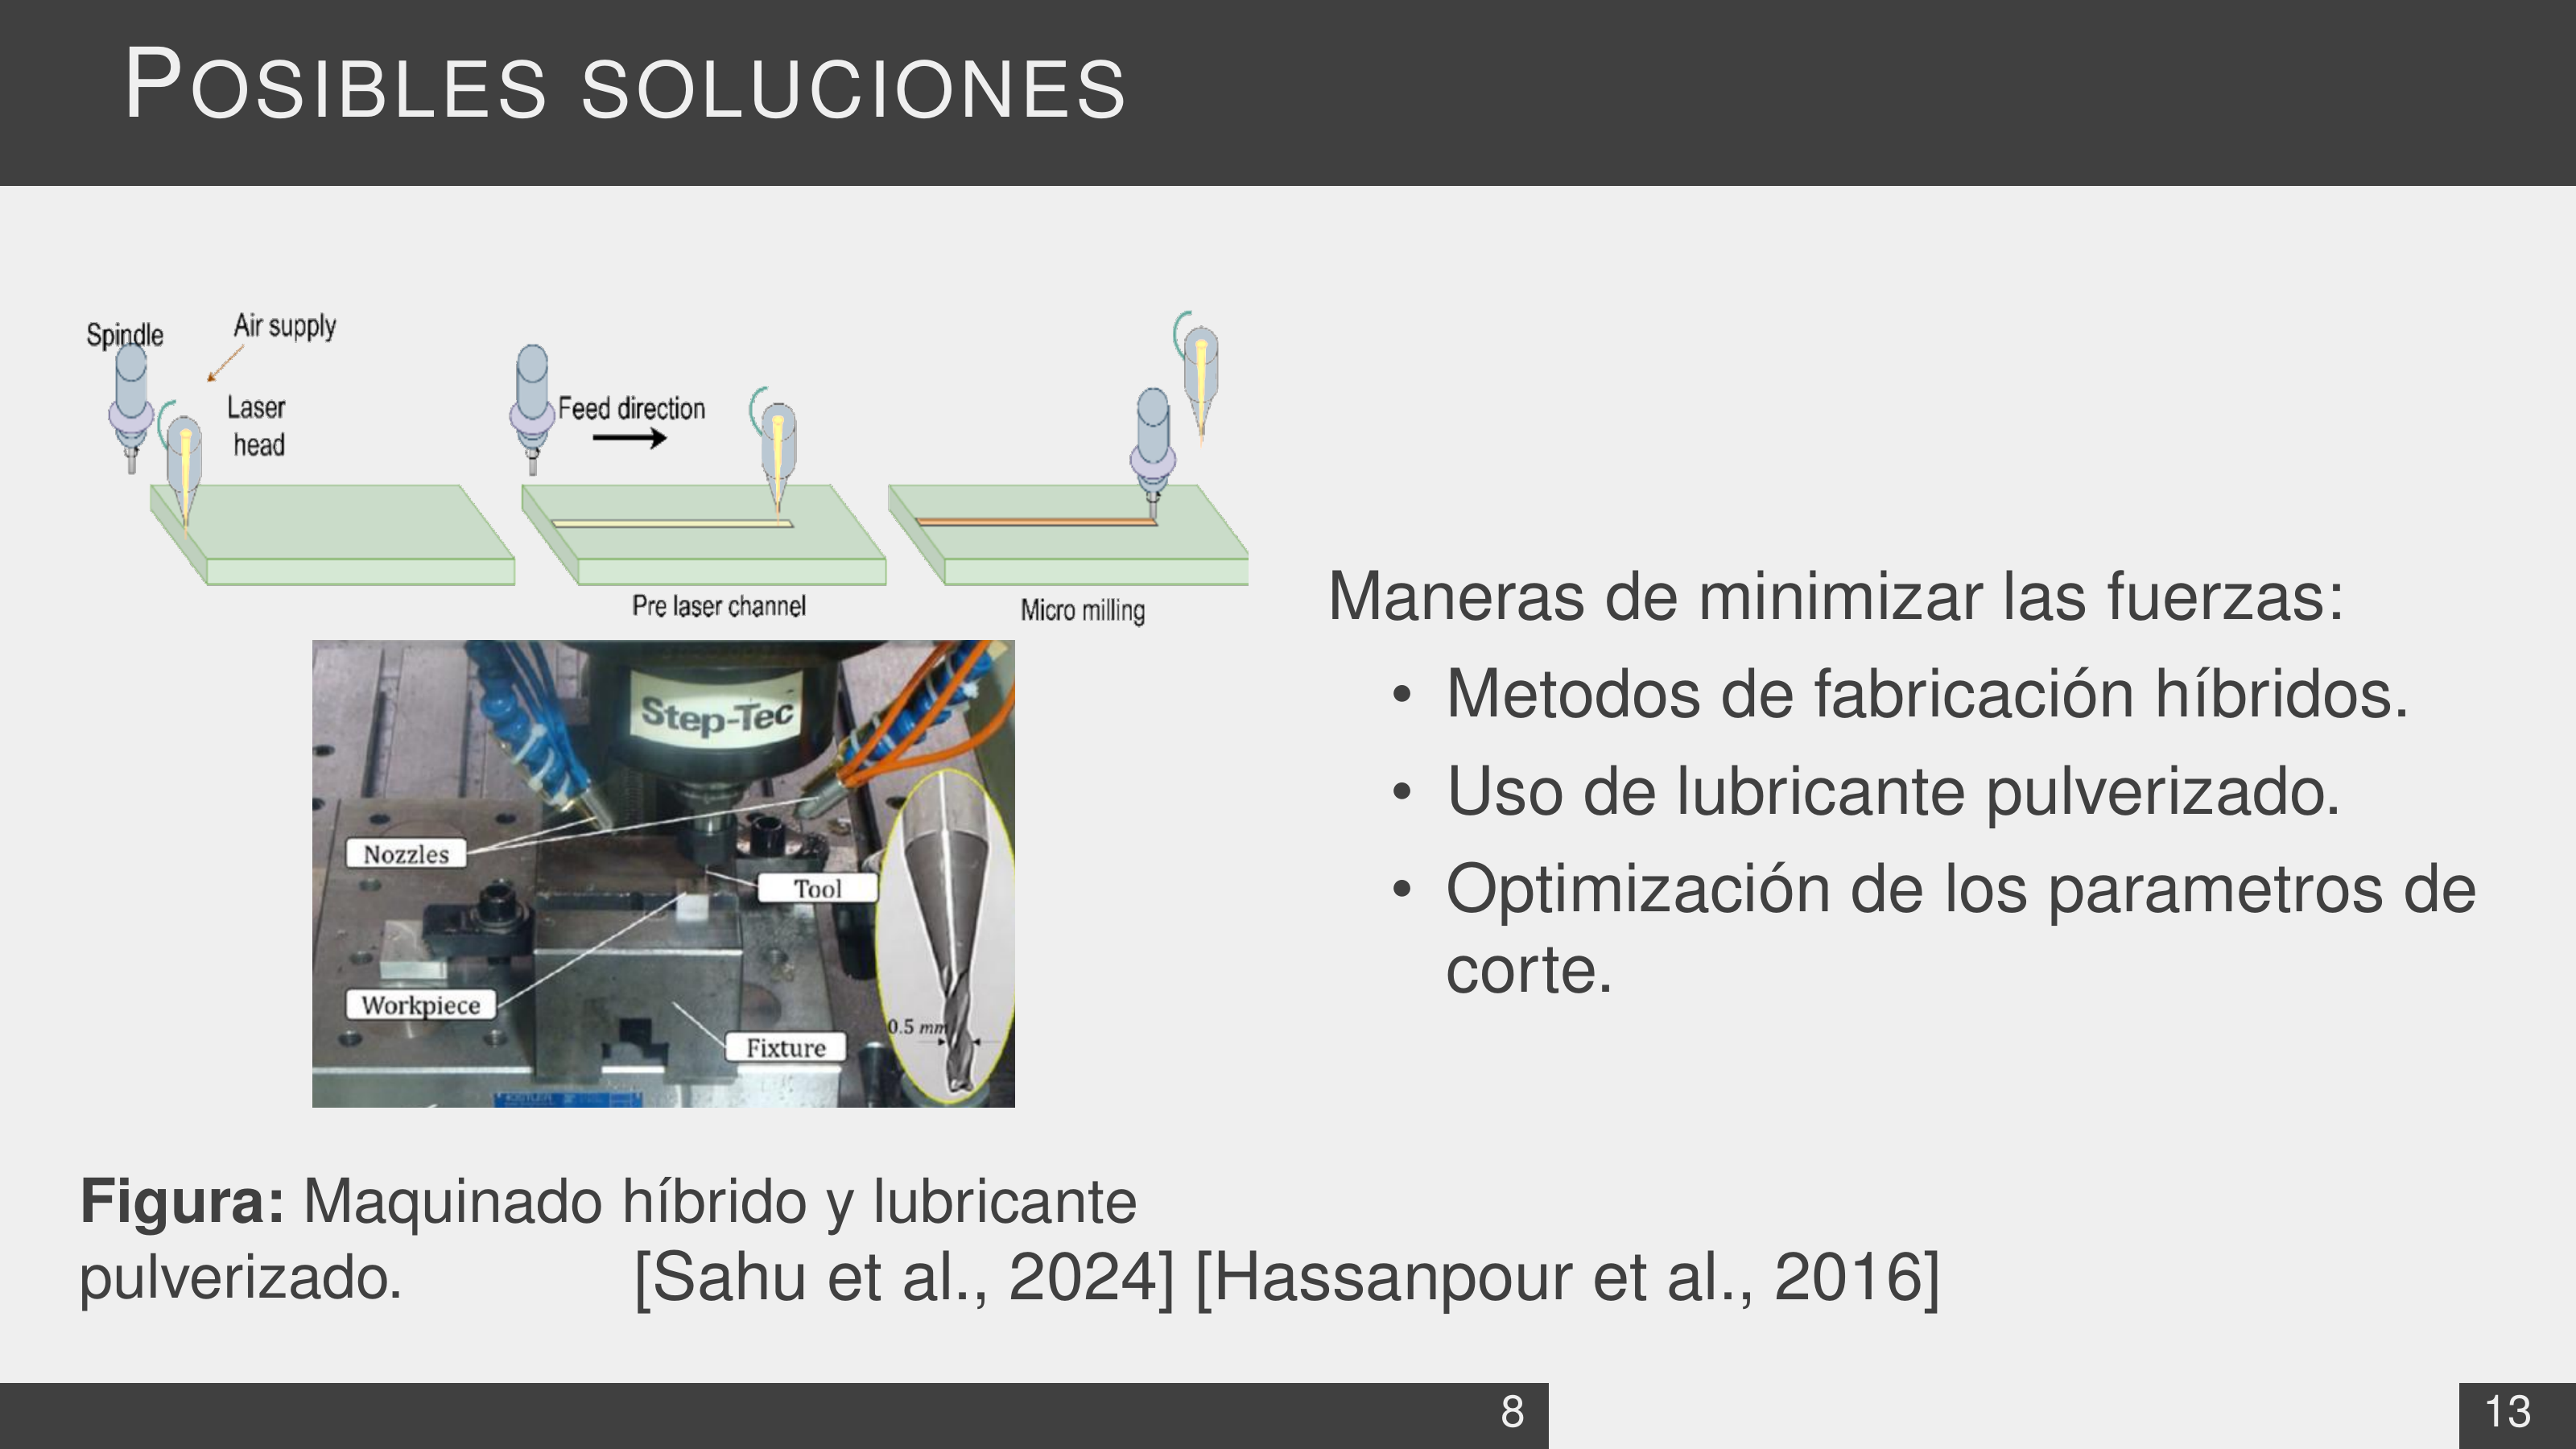 POSIBLES SOLUCIONES
Spindle
Air supply
Laser
head
Feed direction
Pre laser channel
Micro milling
Step-Tec
Nozzles
Tool
Workpiece
Fixture
0.5 mm
Figura: Maquinado híbrido y lubricante
pulverizado.
[Sahu et al., 2024] [Hassanpour et al., 2016]
Maneras de minimizar las fuerzas:
• Metodos de fabricación híbridos.
• Uso de lubricante pulverizado.
• Optimización de los parametros de
corte.
8
13